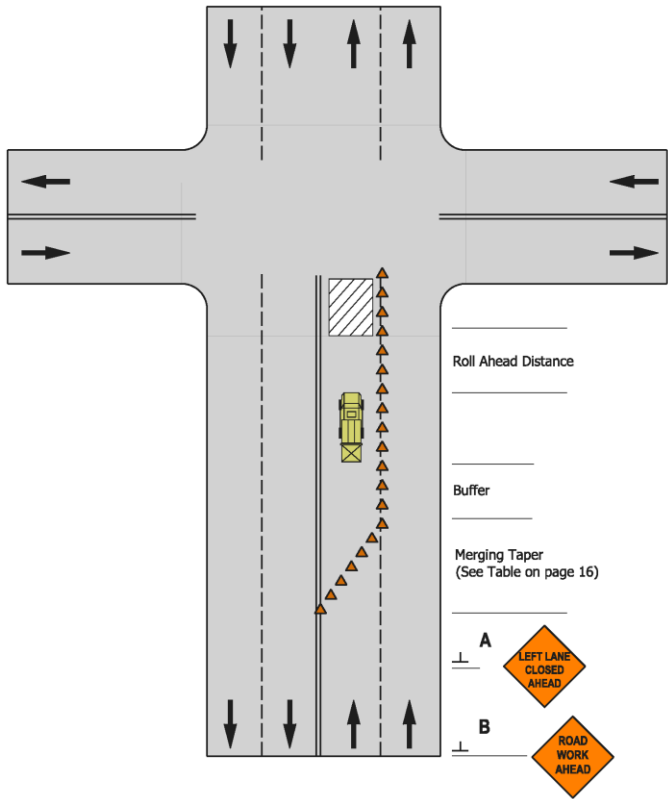 Roll Ahead Distance
Buffer
Merging Taper
(See Table on page 16)
A
LEFT LANE
CLOSED
AHEAD
B
ROAD
WORK
AHEAD